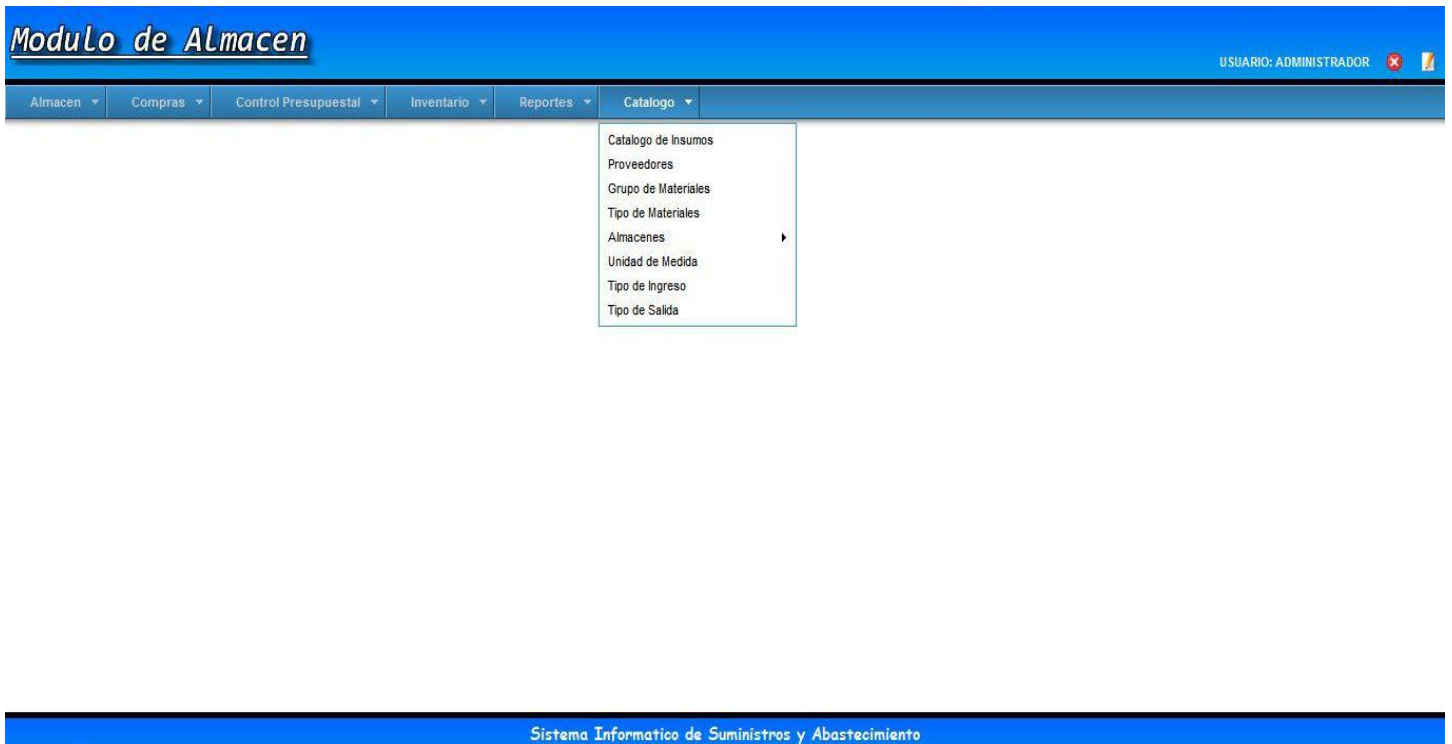 Modulo de Almacen
USUARIO: ADMINISTRADOR
Almacen Compras Control Presupuestal Inventario Reportes Catalogo
Catalogo de Insumos
Proveedores
Grupo de Materiales
Tipo de Materiales
Almacenes
Unidad de Medida
Tipo de Ingreso
Tipo de Salida
Sistema Informatico de Suministros y Abastecimiento